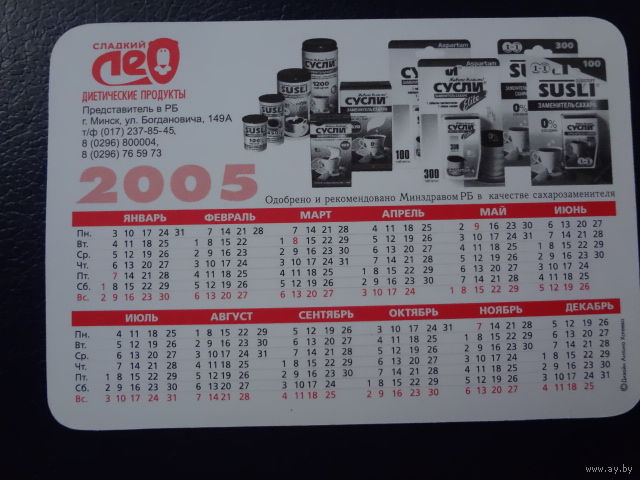 СЛАДКИЙ
ЛЕО
ДИЕТИЧЕСКИЕ ПРОДУКТЫ
Представитель в РБ
г. Минск, ул. Богдановича, 149А
т/ф (017) 237-85-45,
8 (0296) 800004,
8 (0296) 76 59 73
2005
SUSLI
СУСЛИ
1200
Aspartam
СУСЛИ
100
Aspartam
СУСЛИ
Elite
300
300
100
SUSLI
ЗАМЕНИТЕЛЬ САХАРА
0%
Одобрено и рекомендовано Минздравом РБ в качестве сахарозаменителя
ЯНВАРЬ ФЕВРАЛЬ МАРТ АПРЕЛЬ МАЙ ИЮНЬ
Пн. 3 10 17 24 31 7 14 21 28 7 14 21 28 4 11 18 25 2 9 16 23 30 6 13 20 27
Вт. 4 11 18 25 1 8 15 22 1 8 15 22 29 5 12 19 26 3 10 17 24 31 7 14 21 28
Ср. 5 12 19 26 2 9 16 23 2 9 16 23 30 6 13 20 27 4 11 18 25 1 8 15 22 29
Чт. 6 13 20 27 3 10 17 24 3 10 17 24 31 7 14 21 28 5 12 19 26 2 9 16 23 30
Пт. 7 14 21 28 4 11 18 25 4 11 18 25 1 8 15 22 29 6 13 20 27 3 10 17 24
Сб. 1 8 15 22 29 5 12 19 26 5 12 19 26 2 9 16 23 30 7 14 21 28 4 11 18 25
Вс. 2 9 16 23 30 6 13 20 27 6 13 20 27 3 10 17 24 1 8 15 22 29 5 12 19 26
ИЮЛЬ АВГУСТ СЕНТЯБРЬ ОКТЯБРЬ НОЯБРЬ ДЕКАБРЬ
Пн. 4 11 18 25 1 8 15 22 29 5 12 19 26 3 10 17 24 31 7 14 21 28 5 12 19 26
Вт. 5 12 19 26 2 9 16 23 30 6 13 20 27 4 11 18 25 1 8 15 22 29 6 13 20 27
Ср. 6 13 20 27 3 10 17 24 31 7 14 21 28 5 12 19 26 2 9 16 23 30 7 14 21 28
Чт. 7 14 21 28 4 11 18 25 1 8 15 22 29 6 13 20 27 3 10 17 24 1 8 15 22 29
Пт. 1 8 15 22 29 5 12 19 26 2 9 16 23 30 7 14 21 28 4 11 18 25 2 9 16 23 30
Сб. 2 9 16 23 30 6 13 20 27 3 10 17 24 1 8 15 22 29 5 12 19 26 3 10 17 24 31
Вс. 3 10 17 24 31 7 14 21 28 4 11 18 25 2 9 16 23 30 6 13 20 27 4 11 18 25
www.ay.by